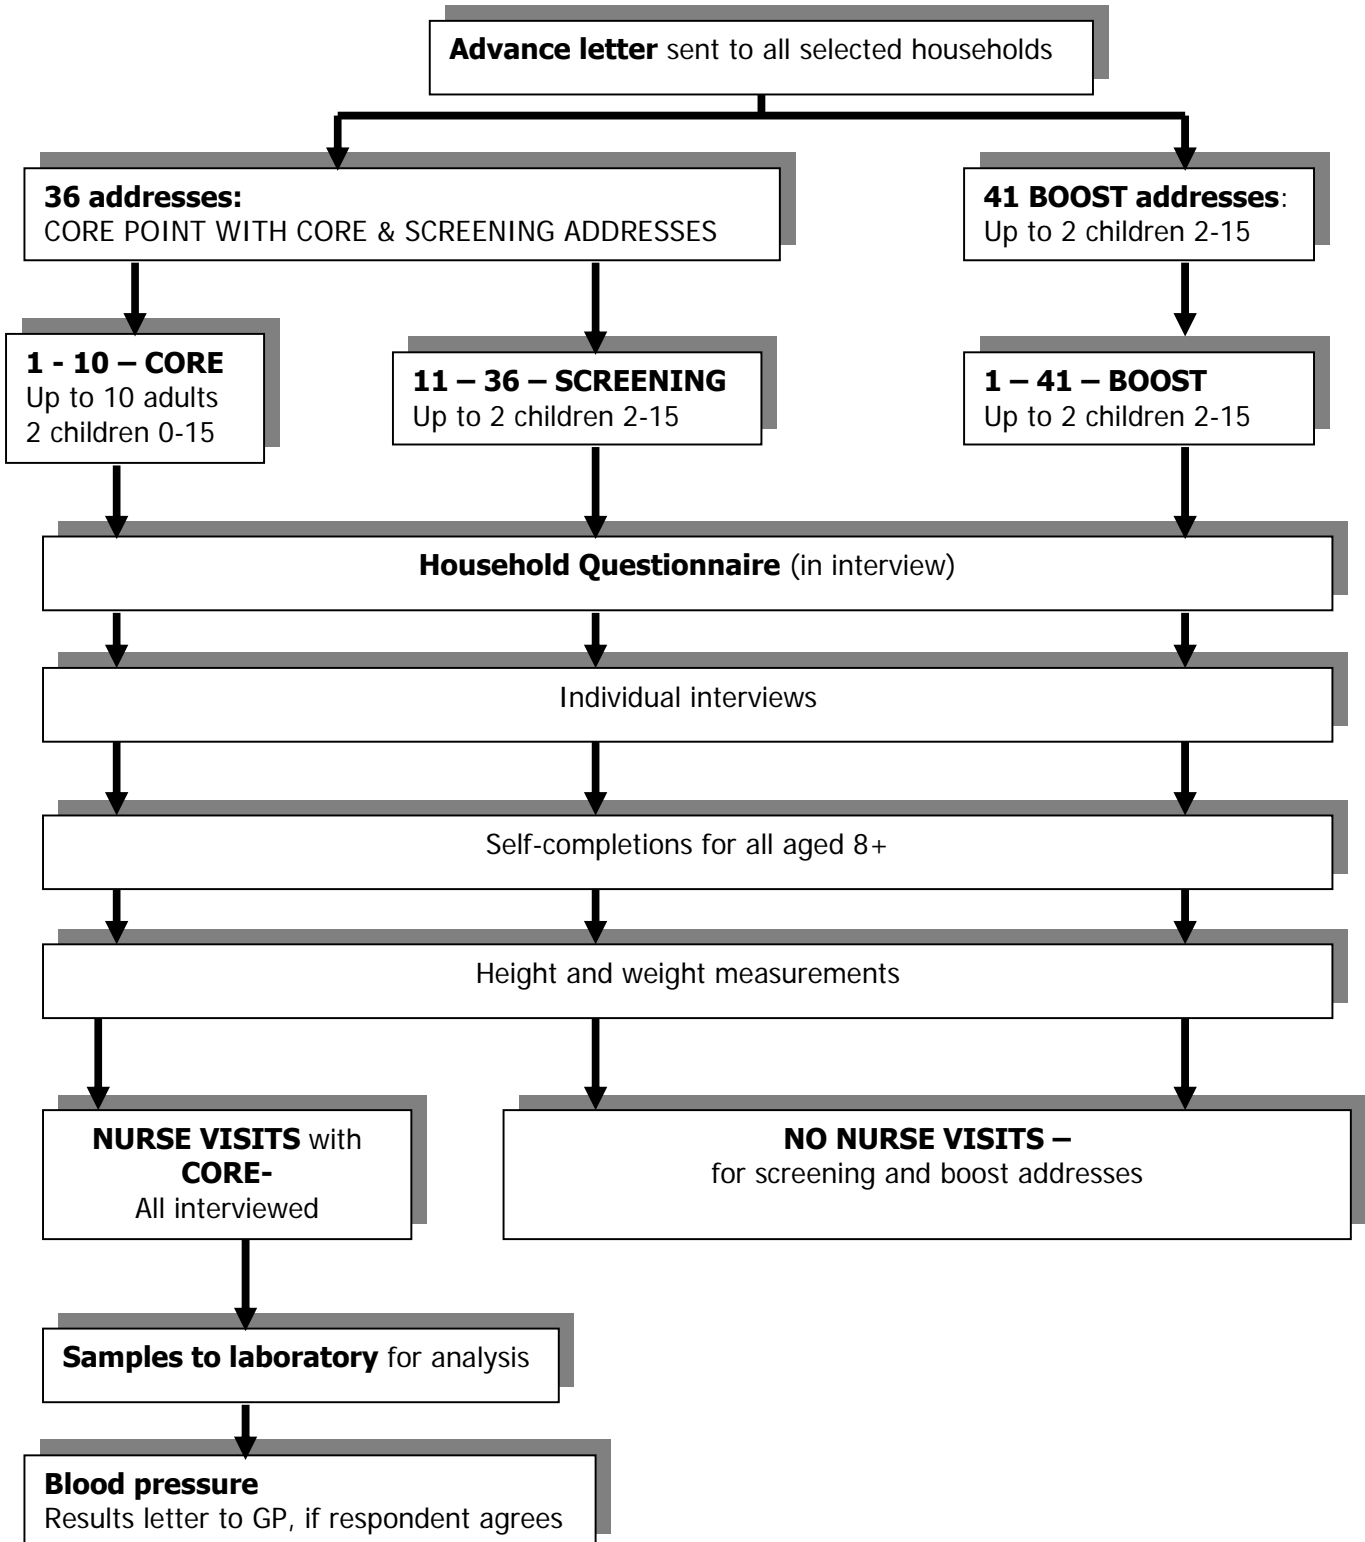 Advance letter sent to all selected households
36 addresses:
CORE POINT WITH CORE & SCREENING ADDRESSES
41 BOOST addresses:
Up to 2 children 2-15
1 - 10 – CORE
Up to 10 adults
2 children 0-15
11 – 36 – SCREENING
Up to 2 children 2-15
1 – 41 – BOOST
Up to 2 children 2-15
Household Questionnaire (in interview)
Individual interviews
Self-completions for all aged 8+
Height and weight measurements
NURSE VISITS with
CORE-
All interviewed
NO NURSE VISITS –
for screening and boost addresses
Samples to laboratory for analysis
Blood pressure
Results letter to GP, if respondent agrees